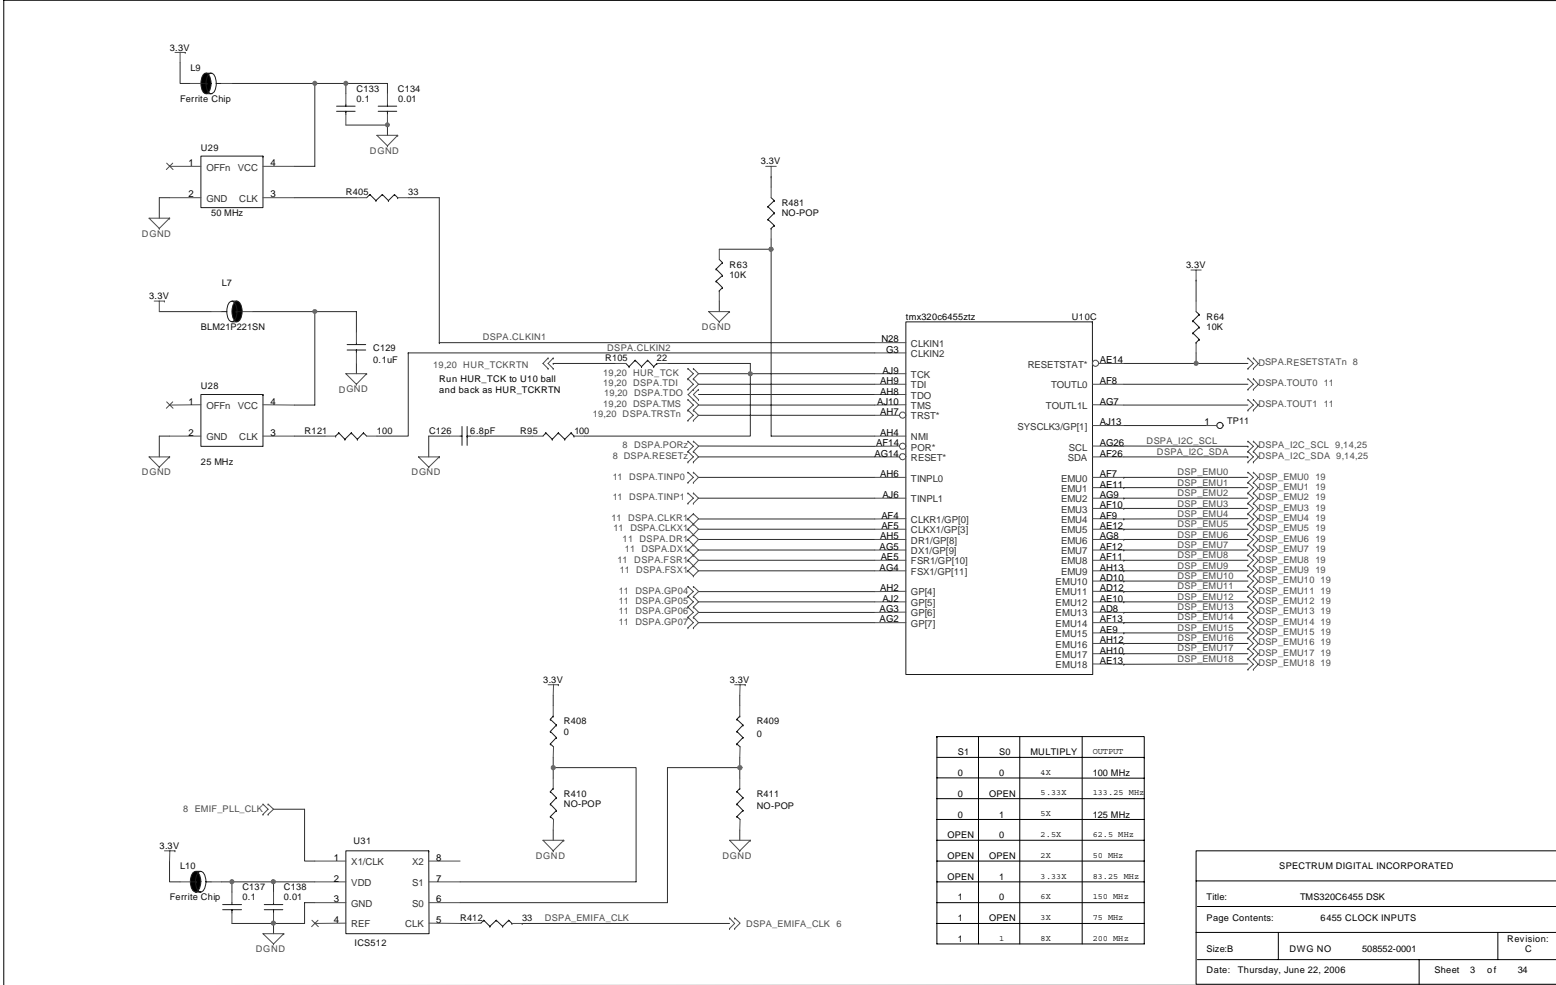 3.3V
L9
Ferrite Chip
C133
0.1
C134
0.01
DGND
U29
1 OFFn VCC 4
2 GND CLK 3
50 MHz
DGND
R405 33
3.3V
R481
NO-POP
R63
10K
DGND
L7
3.3V
BLM21P221SN
C129
0.1uF
DGND
U28
1 OFFn VCC 4
2 GND CLK 3
25 MHz
DGND
R121 100
DSPA.CLKIN1
DSPA.CLKIN2
19,20 HUR_TCKRTN
R105 22
Run HUR_TCK to U10 ball
and back as HUR_TCKRTN
19,20 HUR_TCK
19,20 DSPA.TDI
19,20 DSPA.TDO
19,20 DSPA.TMS
19,20 DSPA.TRSTn
C126 6.8pF
R95 100
DGND
8 DSPA.PORz
8 DSPA.RESETz
11 DSPA.TINP0
11 DSPA.TINP1
11 DSPA.CLKR1
11 DSPA.CLKX1
11 DSPA.DR1
11 DSPA.DX1
11 DSPA.FSR1
11 DSPA.FSX1
11 DSPA.GP04
11 DSPA.GP05
11 DSPA.GP06
11 DSPA.GP07
tmx320c6455ztz U10C
N28 CLKIN1
G3 CLKIN2
AJ9 TCK
AH9 TDI
AH8 TDO
AJ10 TMS
AH7 TRST*
AH4 NMI
AF14 POR*
AG14 RESET*
AH6 TINPL0
AJ6 TINPL1
AF4 CLKR1/GP[0]
AF5 CLKX1/GP[3]
AH5 DR1/GP[8]
AG5 DX1/GP[9]
AE5 FSR1/GP[10]
AG4 FSX1/GP[11]
AH2 GP[4]
AJ2 GP[5]
AG3 GP[6]
AG2 GP[7]
3.3V
R64
10K
RESETSTAT* AE14 DSPA.RESETSTATn 8
TOUTL0 AF8 DSPA.TOUT0 11
TOUTL1L AG7 DSPA.TOUT1 11
SYSCLK3/GP[1] AJ13 1 TP11
SCL AG26 DSPA_I2C_SCL DSPA_I2C_SCL 9,14,25
SDA AF26 DSPA_I2C_SDA DSPA_I2C_SDA 9,14,25
EMU0 AF7 DSP_EMU0 DSP_EMU0 19
EMU1 AE11 DSP_EMU1 DSP_EMU1 19
EMU2 AG9 DSP_EMU2 DSP_EMU2 19
EMU3 AF10 DSP_EMU3 DSP_EMU3 19
EMU4 AF9 DSP_EMU4 DSP_EMU4 19
EMU5 AE12 DSP_EMU5 DSP_EMU5 19
EMU6 AG8 DSP_EMU6 DSP_EMU6 19
EMU7 AF12 DSP_EMU7 DSP_EMU7 19
EMU8 AF11 DSP_EMU8 DSP_EMU8 19
EMU9 AH13 DSP_EMU9 DSP_EMU9 19
EMU10 AD10 DSP_EMU10 DSP_EMU10 19
EMU11 AD12 DSP_EMU11 DSP_EMU11 19
EMU12 AE10 DSP_EMU12 DSP_EMU12 19
EMU13 AD8 DSP_EMU13 DSP_EMU13 19
EMU14 AF13 DSP_EMU14 DSP_EMU14 19
EMU15 AE9 DSP_EMU15 DSP_EMU15 19
EMU16 AH12 DSP_EMU16 DSP_EMU16 19
EMU17 AH10 DSP_EMU17 DSP_EMU17 19
EMU18 AE13 DSP_EMU18 DSP_EMU18 19
3.3V
R408
0
R410
NO-POP
DGND
3.3V
R409
0
R411
NO-POP
DGND
8 EMIF_PLL_CLK
3.3V
L10
Ferrite Chip
C137
0.1
C138
0.01
DGND
U31
1 X1/CLK X2 8
2 VDD S1 7
3 GND S0 6
4 REF CLK 5
ICS512
R412 33 DSPA_EMIFA_CLK
DSPA_EMIFA_CLK 6
S1 S0 MULTIPLY OUTPUT
0 0 4X 100 MHz
0 OPEN 5.33X 133.25 MHz
0 1 5X 125 MHz
OPEN 0 2.5X 62.5 MHz
OPEN OPEN 2X 50 MHz
OPEN 1 3.33X 83.25 MHz
1 0 6X 150 MHz
1 OPEN 3X 75 MHz
1 1 8X 200 MHz
SPECTRUM DIGITAL INCORPORATED
Title: TMS320C6455 DSK
Page Contents: 6455 CLOCK INPUTS
Size:B DWG NO 508552-0001 Revision: C
Date: Thursday, June 22, 2006 Sheet 3 of 34